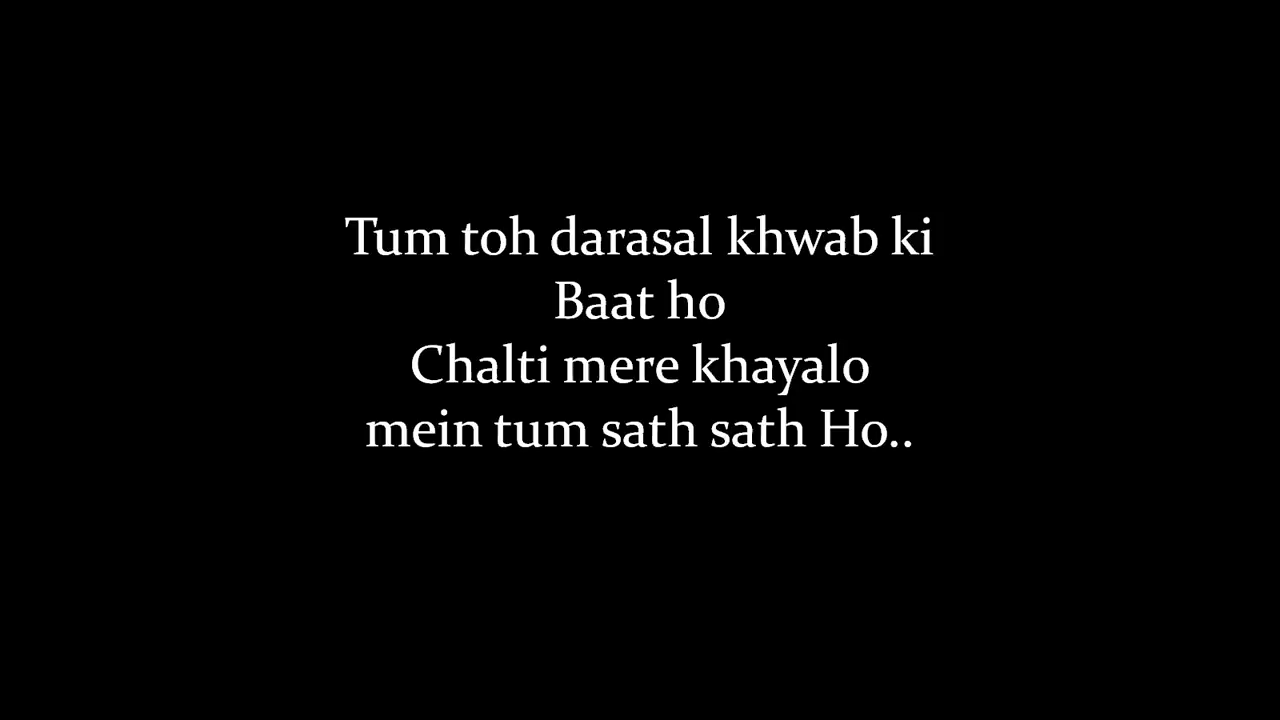 Tum toh darasal khwab ki
Baat ho
Chalti mere khayalo
mein tum sath sath Ho..